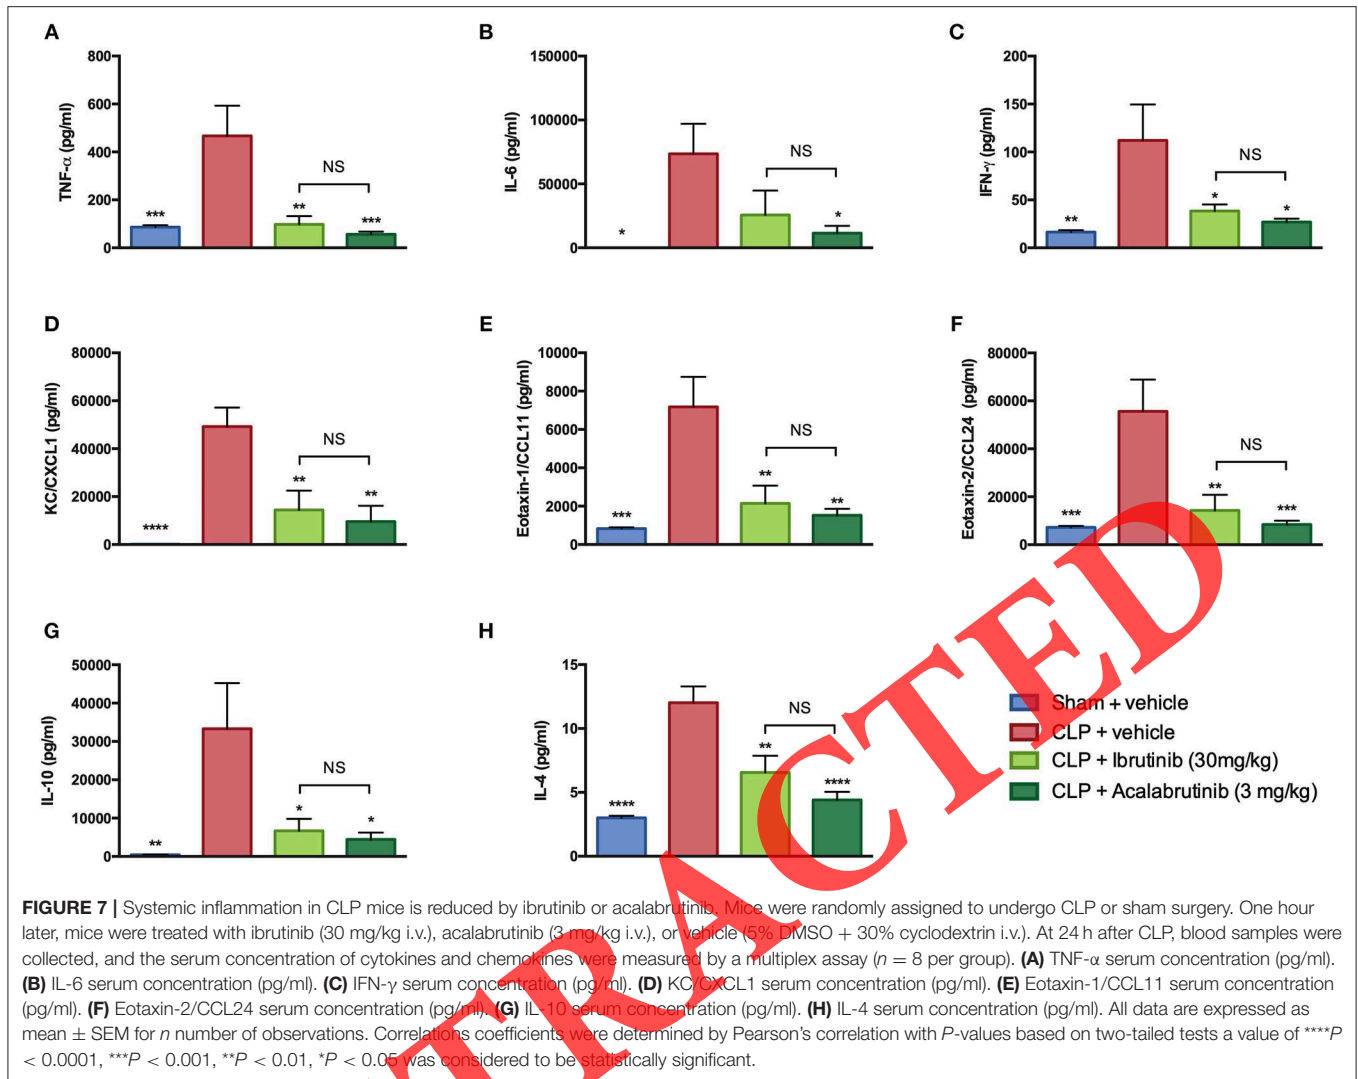 A
TNF-α (pg/ml)
800
600
400
200
0
***
**
***
NS
B
IL-6 (pg/ml)
150000
100000
50000
0
*
*
NS
C
IFN-γ (pg/ml)
200
150
100
50
0
**
*
*
NS
D
KC/CXCL1 (pg/ml)
80000
60000
40000
20000
0
****
**
**
NS
E
Eotaxin-1/CCL11 (pg/ml)
10000
8000
6000
4000
2000
0
***
**
**
NS
F
Eotaxin-2/CCL24 (pg/ml)
80000
60000
40000
20000
0
***
**
***
NS
G
IL-10 (pg/ml)
50000
40000
30000
20000
10000
0
**
*
*
NS
H
IL-4 (pg/ml)
15
10
5
0
****
**
****
NS
Sham + vehicle
CLP + vehicle
CLP + Ibrutinib (30mg/kg)
CLP + Acalabrutinib (3 mg/kg)
FIGURE 7 | Systemic inflammation in CLP mice is reduced by ibrutinib or acalabrutinib. Mice were randomly assigned to undergo CLP or sham surgery. One hour
later, mice were treated with ibrutinib (30 mg/kg i.v.), acalabrutinib (3 mg/kg i.v.), or vehicle (5% DMSO + 30% cyclodextrin i.v.). At 24 h after CLP, blood samples were
collected, and the serum concentration of cytokines and chemokines were measured by a multiplex assay (n = 8 per group). (A) TNF-α serum concentration (pg/ml).
(B) IL-6 serum concentration (pg/ml). (C) IFN-γ serum concentration (pg/ml). (D) KC/CXCL1 serum concentration (pg/ml). (E) Eotaxin-1/CCL11 serum concentration
(pg/ml). (F) Eotaxin-2/CCL24 serum concentration (pg/ml). (G) IL-10 serum concentration (pg/ml). (H) IL-4 serum concentration (pg/ml). All data are expressed as
mean ± SEM for n number of observations. Correlations coefficients were determined by Pearson's correlation with P-values based on two-tailed tests a value of ****P
< 0.0001, ***P < 0.001, **P < 0.01, *P < 0.05 was considered to be statistically significant.
TRACTED